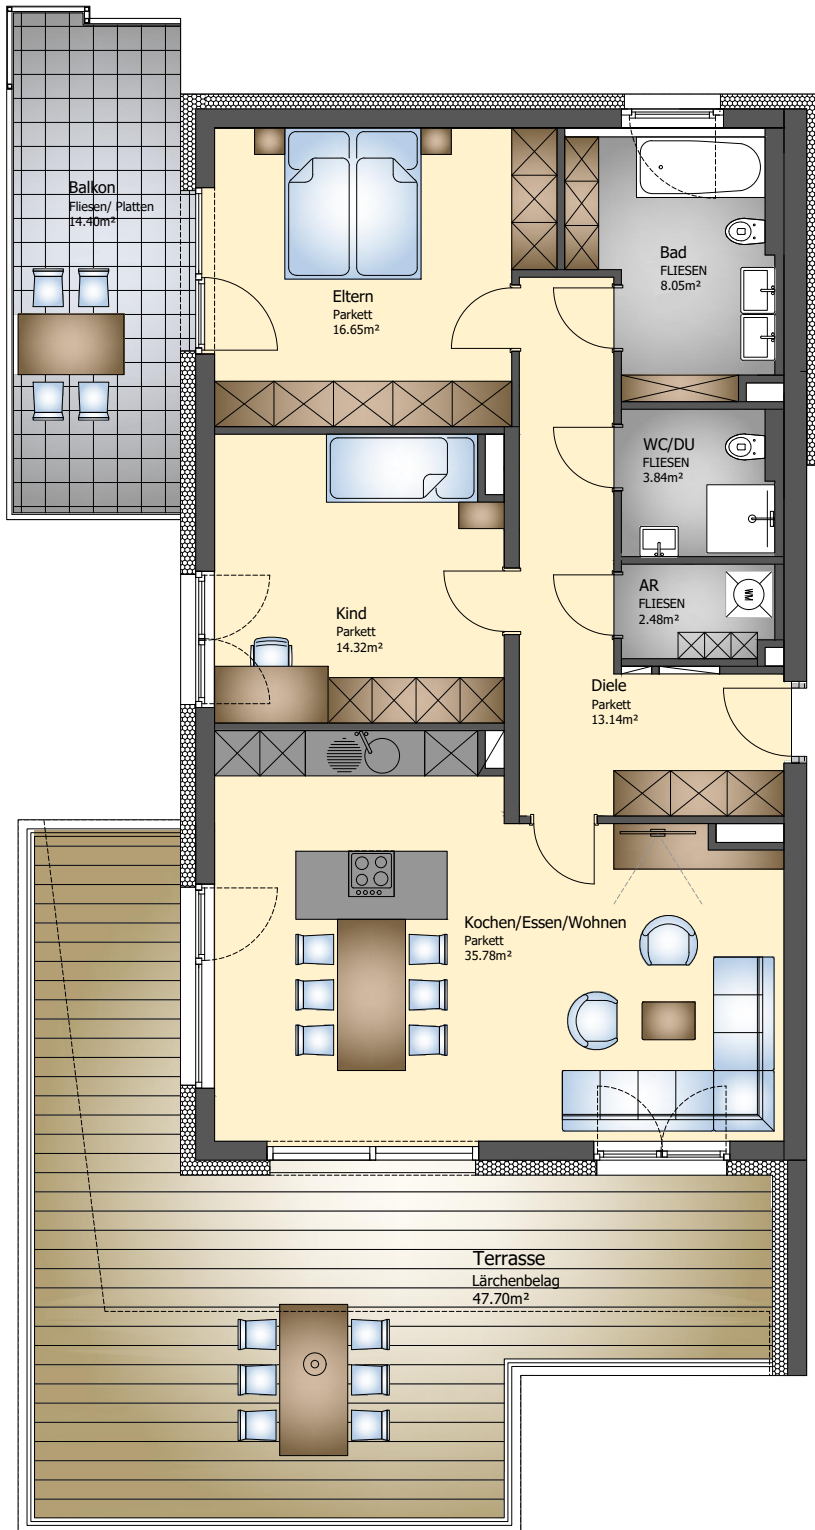 Balkon
Fliesen/ Platten
14.40m²
Eltern
Parkett
16.65m²
Bad
FLIESEN
8.05m²
WC/DU
FLIESEN
3.84m²
AR
FLIESEN
2.48m²
WM
Kind
Parkett
14.32m²
Diele
Parkett
13.14m²
Kochen/Essen/Wohnen
Parkett
35.78m²
Terrasse
Lärchenbelag
47.70m²